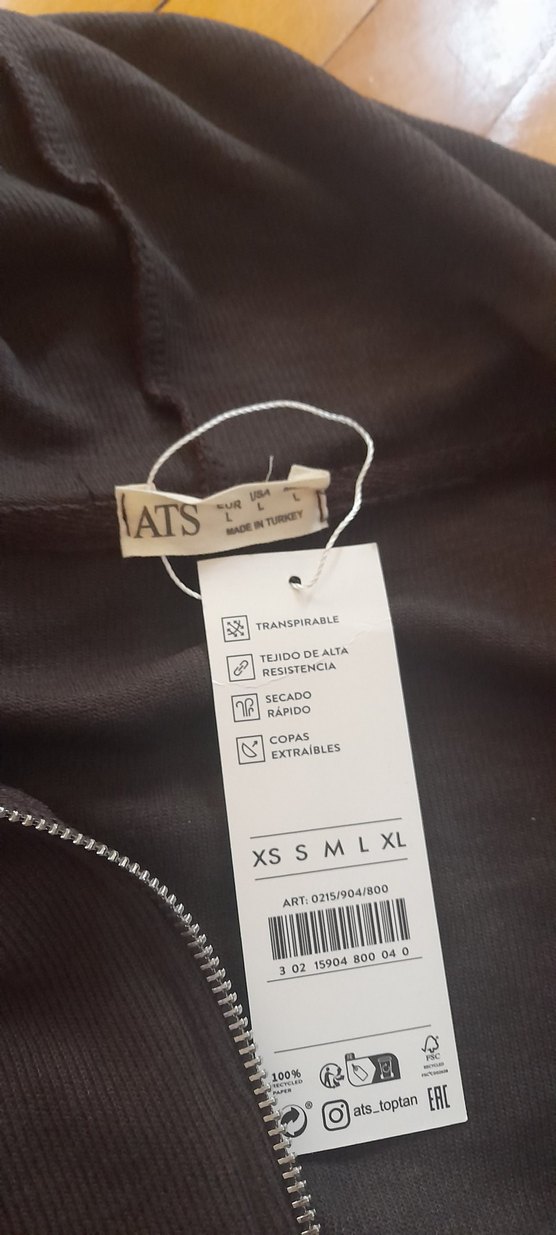 ATS
EUR USA
L L L
MADE IN TURKEY
TRANSPIRABLE
TEJIDO DE ALTA
RESISTENCIA
SECADO
RÁPIDO
COPAS
EXTRAÍBLES
XS S M L XL
ART: 0215/904/800
3 02 15904 800 04 0
100%
RECYCLED
PAPER
FSC
RECYCLED
ats_toptan
EAC